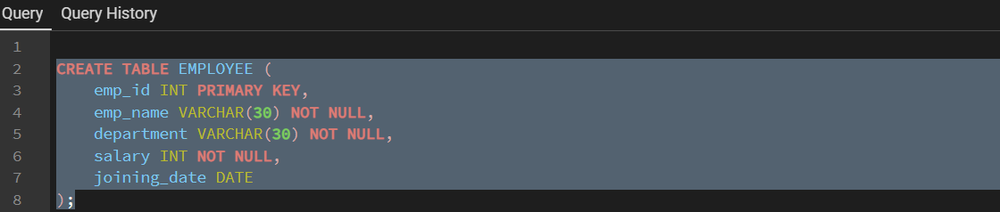 Query Query History
1
2 CREATE TABLE EMPLOYEE (
3     emp_id INT PRIMARY KEY,
4     emp_name VARCHAR(30) NOT NULL,
5     department VARCHAR(30) NOT NULL,
6     salary INT NOT NULL,
7     joining_date DATE
8 );